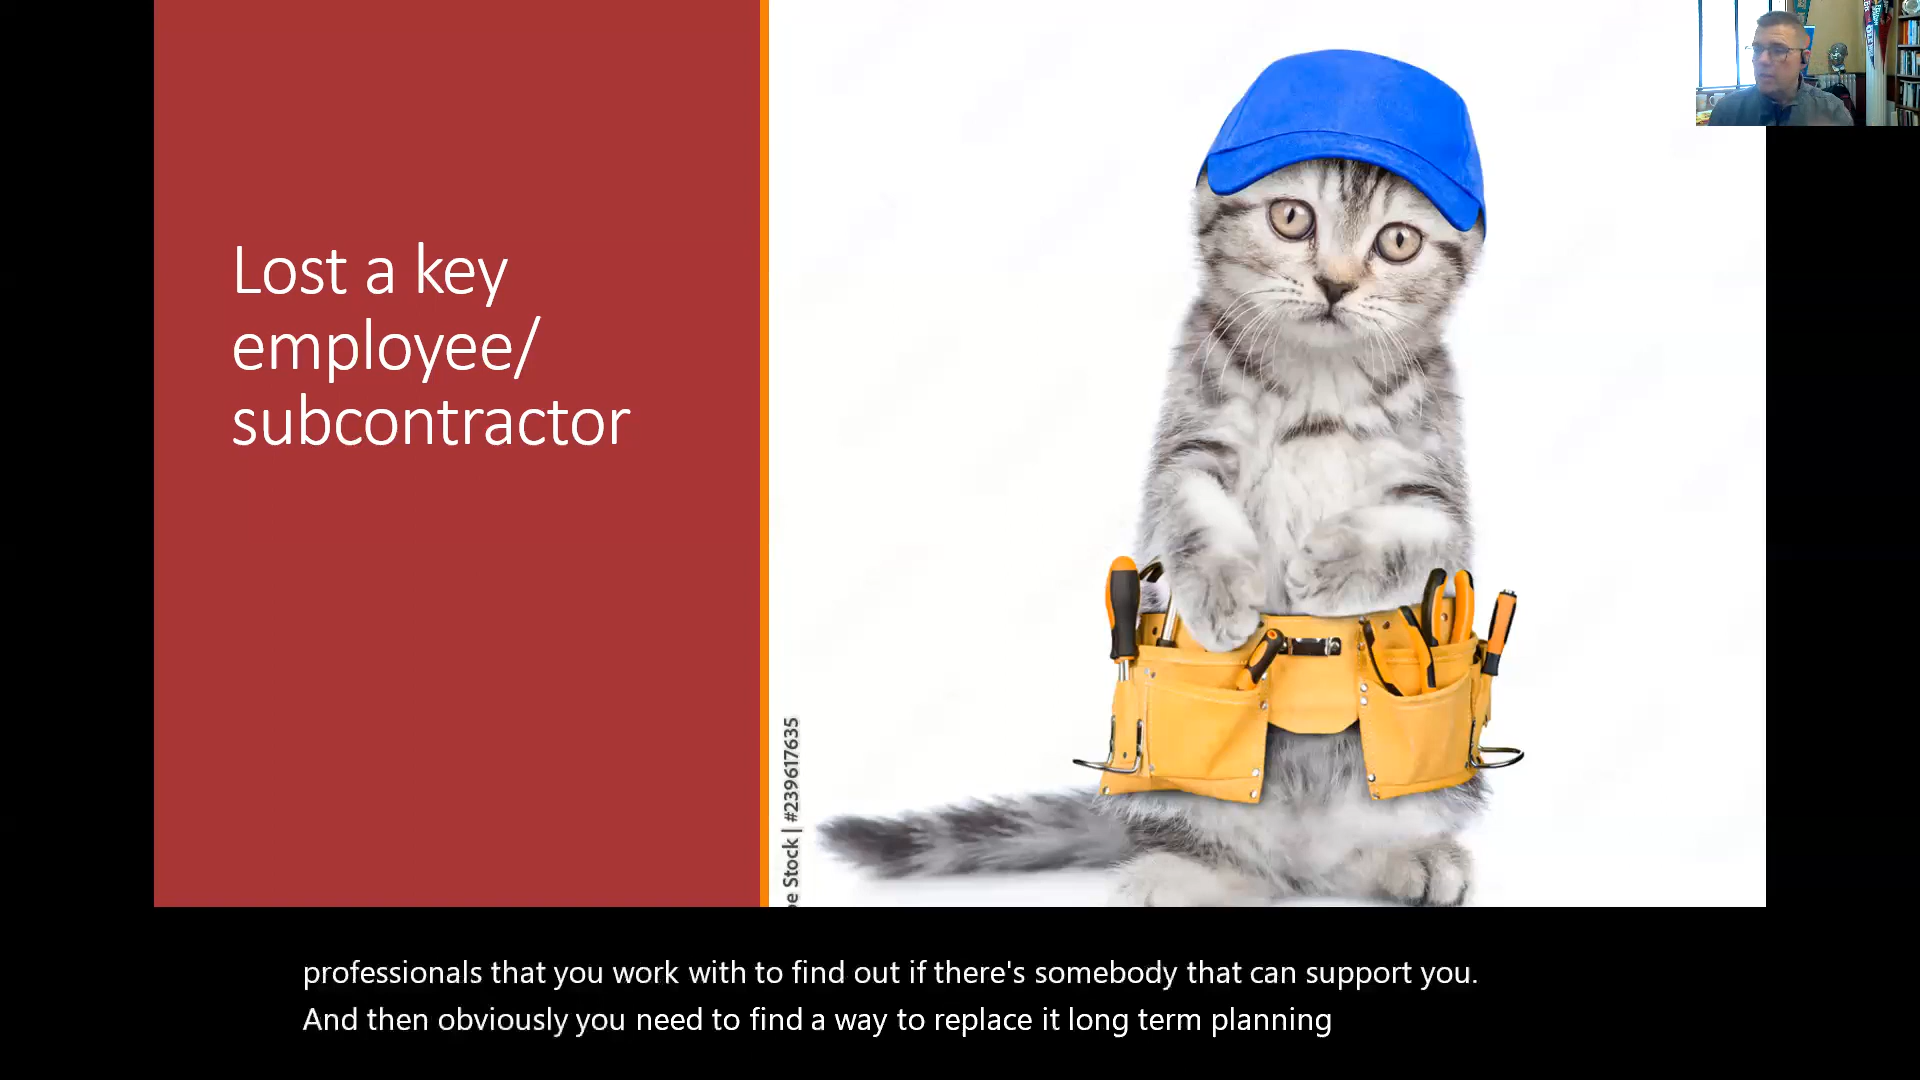 Lost a key
employee/
subcontractor
e Stock | #239617635
professionals that you work with to find out if there's somebody that can support you.
And then obviously you need to find a way to replace it long term planning